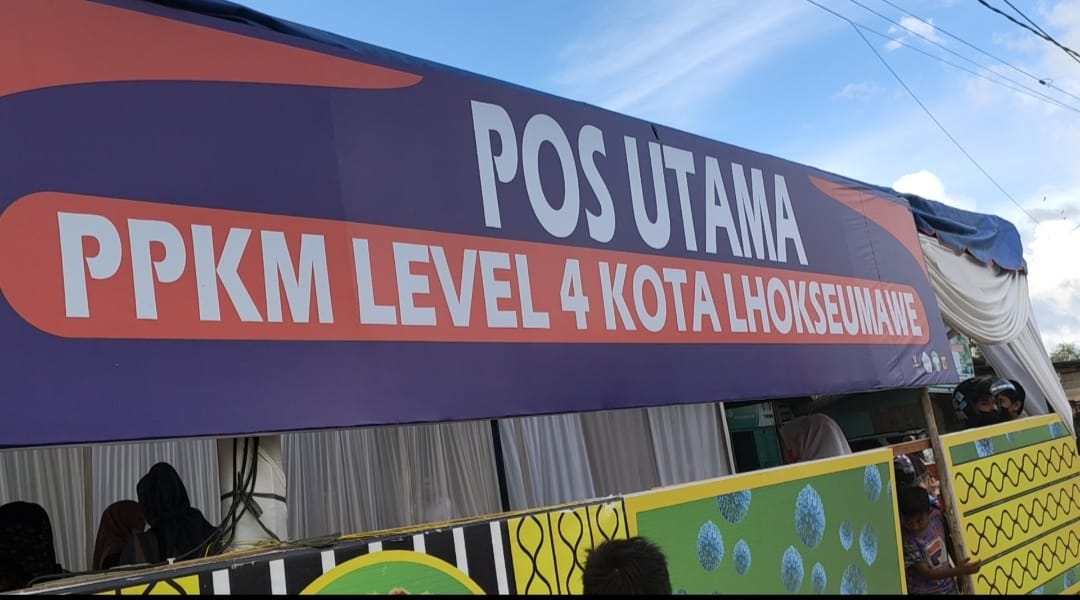 POS UTAMA
PPKM LEVEL 4 KOTA LHOKSEUMAWE